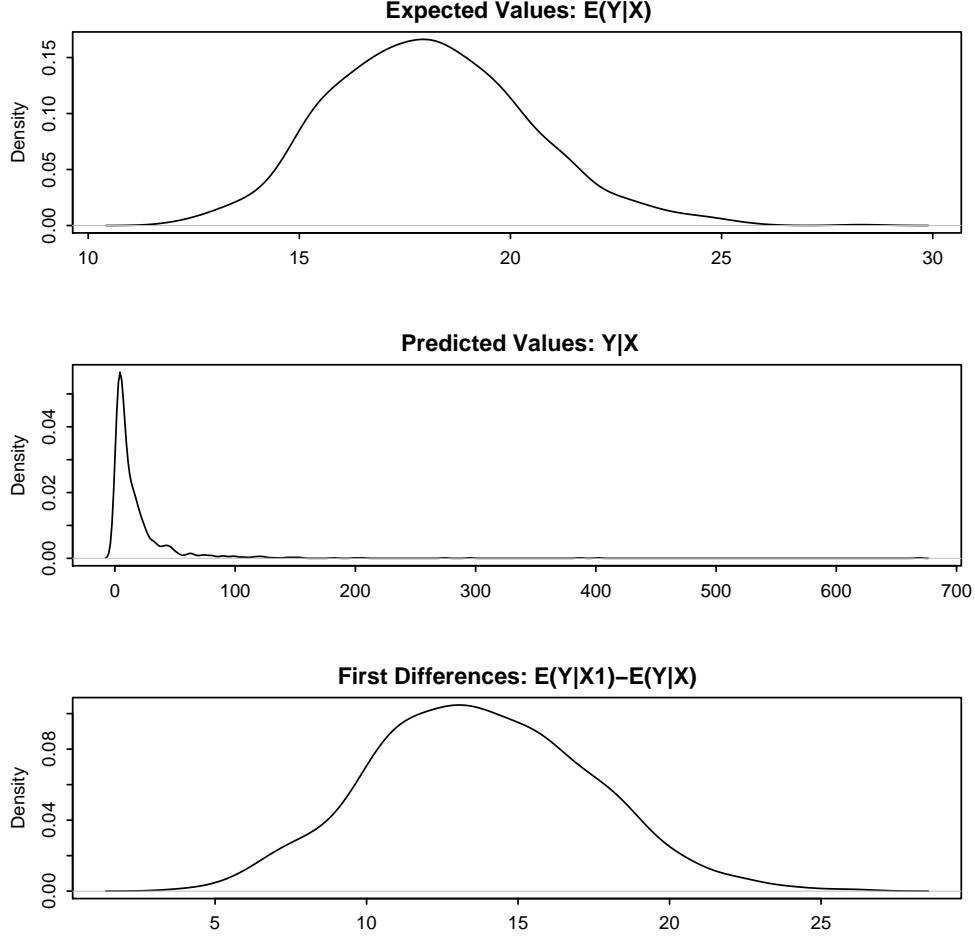 Expected Values: E(Y|X)
Density
0.00 0.05 0.10 0.15
10 15 20 25 30
Predicted Values: Y|X
Density
0.00 0.02 0.04
0 100 200 300 400 500 600 700
First Differences: E(Y|X1)−E(Y|X)
Density
0.00 0.04 0.08
5 10 15 20 25